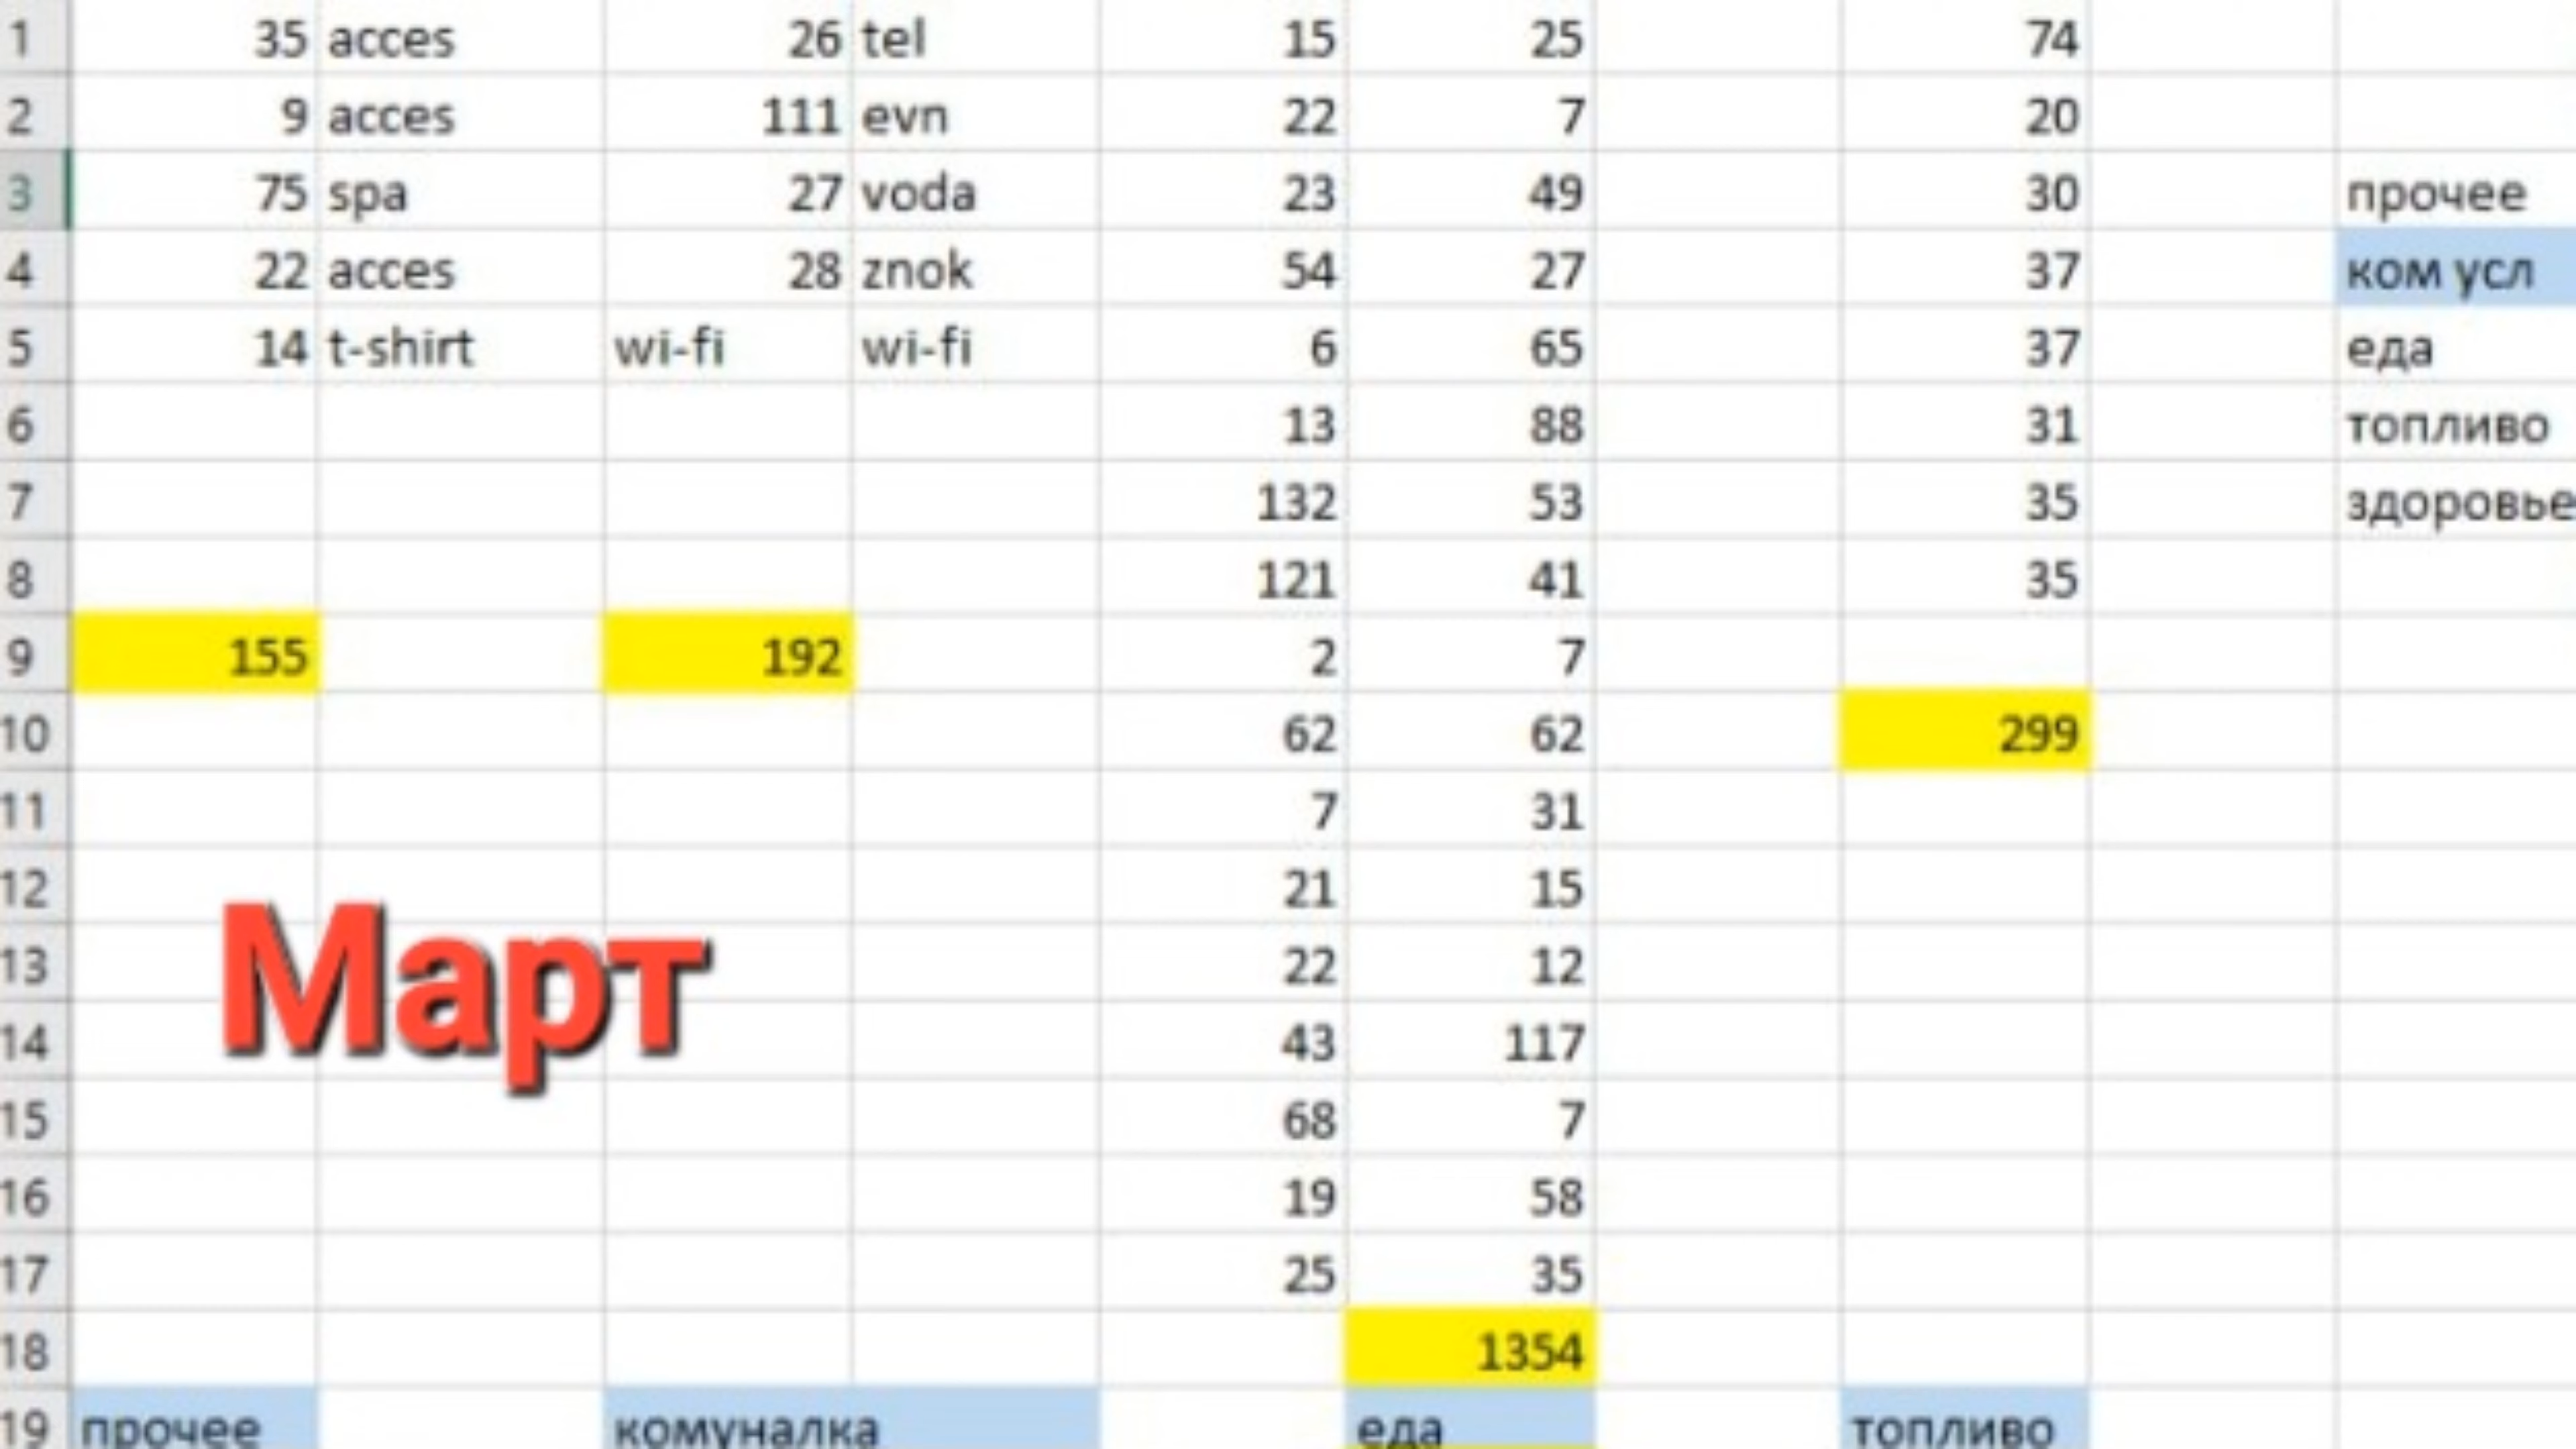 1 35 acces 26 tel 15 25 74
2 9 acces 111 evn 22 7 20
3 75 spa 27 voda 23 49 30 прочее
4 22 acces 28 znok 54 27 37 ком усл
5 14 t-shirt wi-fi wi-fi 6 65 37 еда
6 13 88 31 топливо
7 132 53 35 здоровье
8 121 41 35
9 155 192 2 7
10 62 62 299
11 7 31
12 21 15
13 22 12
Март
14 43 117
15 68 7
16 19 58
17 25 35
18 1354
19 прочее комуналка еда топливо